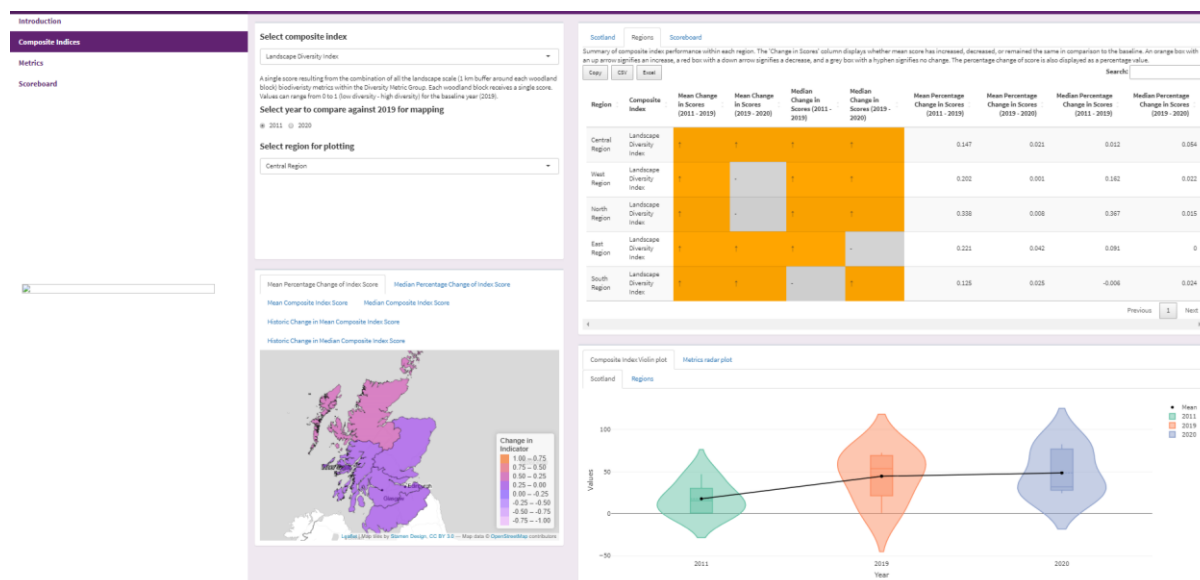 Introduction
Composite Indices
Metrics
Scoreboard
Select composite index
Landscape Diversity Index
A single score resulting from the combination of all the landscape scale (1 km buffer around each woodland
block) biodiveristy metrics within the Diversity Metric Group. Each woodland block receives a single score.
Values can range from 0 to 1 (low diversity - high diversity) for the baseline year (2019).
Select year to compare against 2019 for mapping
2011 2020
Select region for plotting
Central Region
Mean Percentage Change of Index Score Median Percentage Change of Index Score
Mean Composite Index Score Median Composite Index Score
Historic Change in Mean Composite Index Score
Historic Change in Median Composite Index Score
Edinburgh
Glasgow
Change in
Indicator
1.00 – 0.75
0.75 – 0.50
0.50 – 0.25
0.25 – 0.00
0.00 – -0.25
-0.25 – -0.50
-0.50 – -0.75
-0.75 – -1.00
Leaflet | Map tiles by Stamen Design, CC BY 3.0 — Map data © OpenStreetMap contributors
Scotland Regions Scoreboard
Summary of composite index performance within each region. The 'Change in Scores' column displays whether mean score has increased, decreased, or remained the same in comparison to the baseline. An orange box with
an up arrow signifies an increase, a red box with a down arrow signifies a decrease, and a grey box with a hyphen signifies no change. The percentage change of score is also displayed as a percentage value.
Copy CSV Excel Search:
Region Composite Index Mean Change in Scores (2011 - 2019) Mean Change in Scores (2019 - 2020) Median Change in Scores (2011 - 2019) Median Change in Scores (2019 - 2020) Mean Percentage Change in Scores (2011 - 2019) Mean Percentage Change in Scores (2019 - 2020) Median Percentage Change in Scores (2011 - 2019) Median Percentage Change in Scores (2019 - 2020)
Central Region Landscape Diversity Index ↑ ↑ ↑ ↑ 0.147 0.021 0.012 0.054
West Region Landscape Diversity Index ↑ - ↑ ↑ 0.202 0.001 0.162 0.022
North Region Landscape Diversity Index ↑ - ↑ ↑ 0.338 0.008 0.367 0.015
East Region Landscape Diversity Index ↑ ↑ ↑ - 0.221 0.042 0.091 0
South Region Landscape Diversity Index ↑ ↑ - ↑ 0.125 0.025 -0.006 0.024
Previous 1 Next
Composite Index Violin plot Metrics radar plot
Scotland Regions
Values
100
50
0
−50
2011 2019 2020
Year
Mean
2011
2019
2020